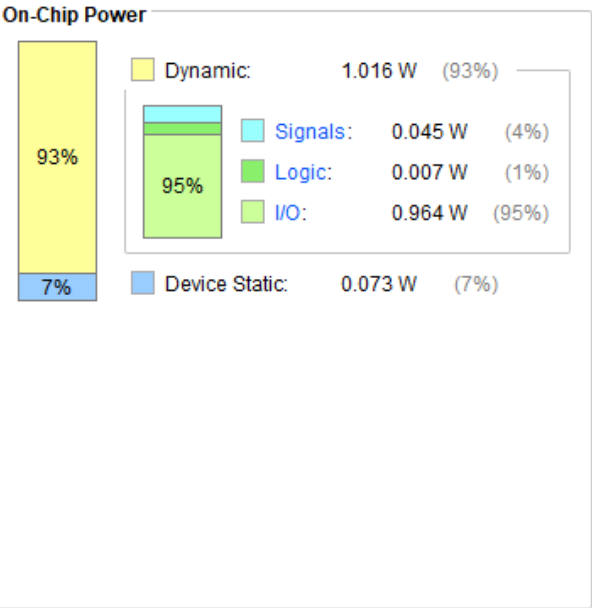 On-Chip Power
Dynamic: 1.016 W (93%)
93%
Signals: 0.045 W (4%)
Logic: 0.007 W (1%)
95%
I/O: 0.964 W (95%)
7%
Device Static: 0.073 W (7%)